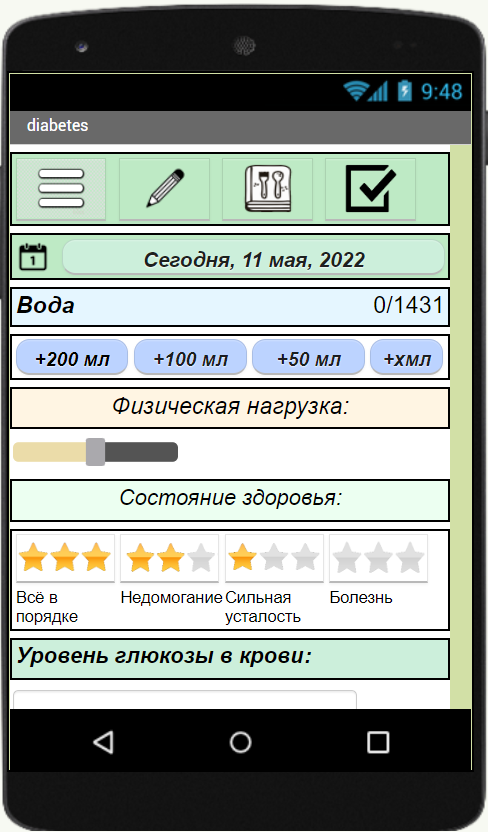 9:48
diabetes
1
Сегодня, 11 мая, 2022
Вода 0/1431
+200 мл +100 мл +50 мл +хмл
Физическая нагрузка:
Состояние здоровья:
Всё в порядке
Недомогание
Сильная усталость
Болезнь
Уровень глюкозы в крови: